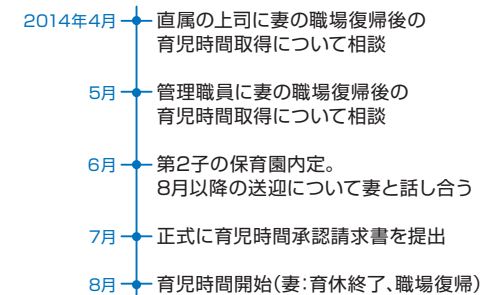 2014年4月 直属の上司に妻の職場復帰後の
育児時間取得について相談
5月 管理職員に妻の職場復帰後の
育児時間取得について相談
6月 第2子の保育園内定。
8月以降の送迎について妻と話し合う
7月 正式に育児時間承認請求書を提出
8月 育児時間開始(妻:育休終了、職場復帰)